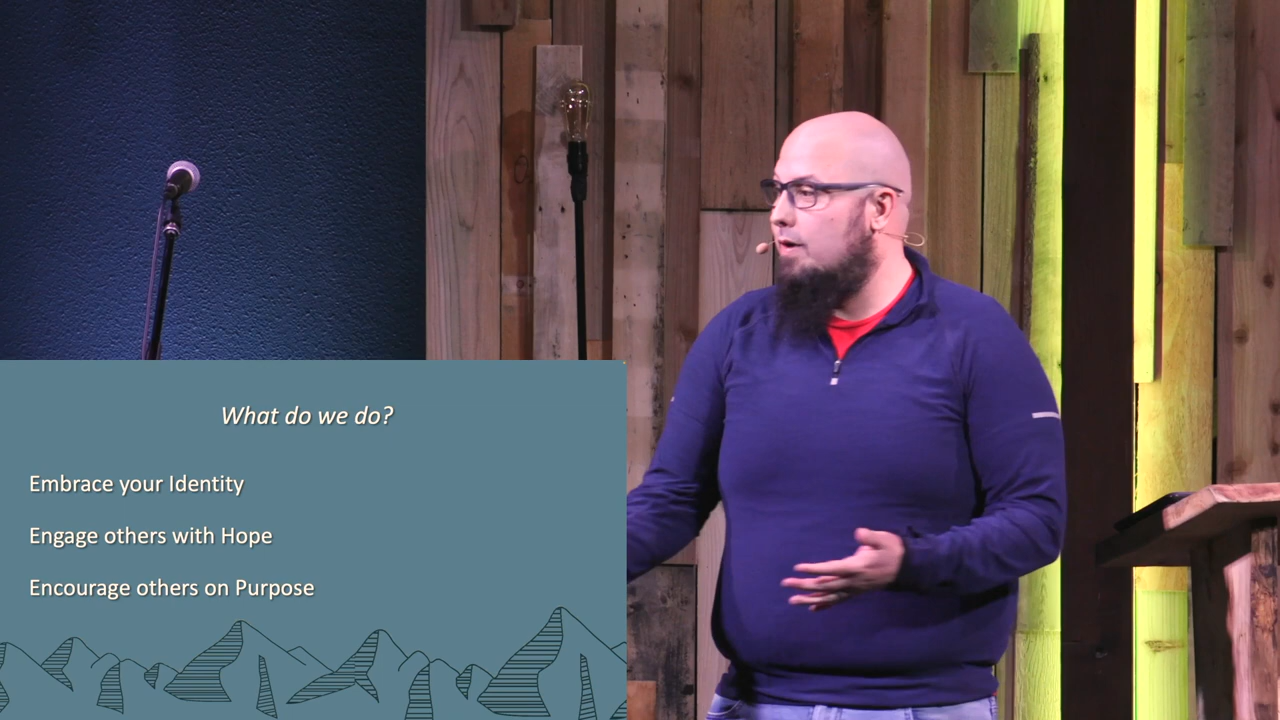 What do we do?
Embrace your Identity
Engage others with Hope
Encourage others on Purpose